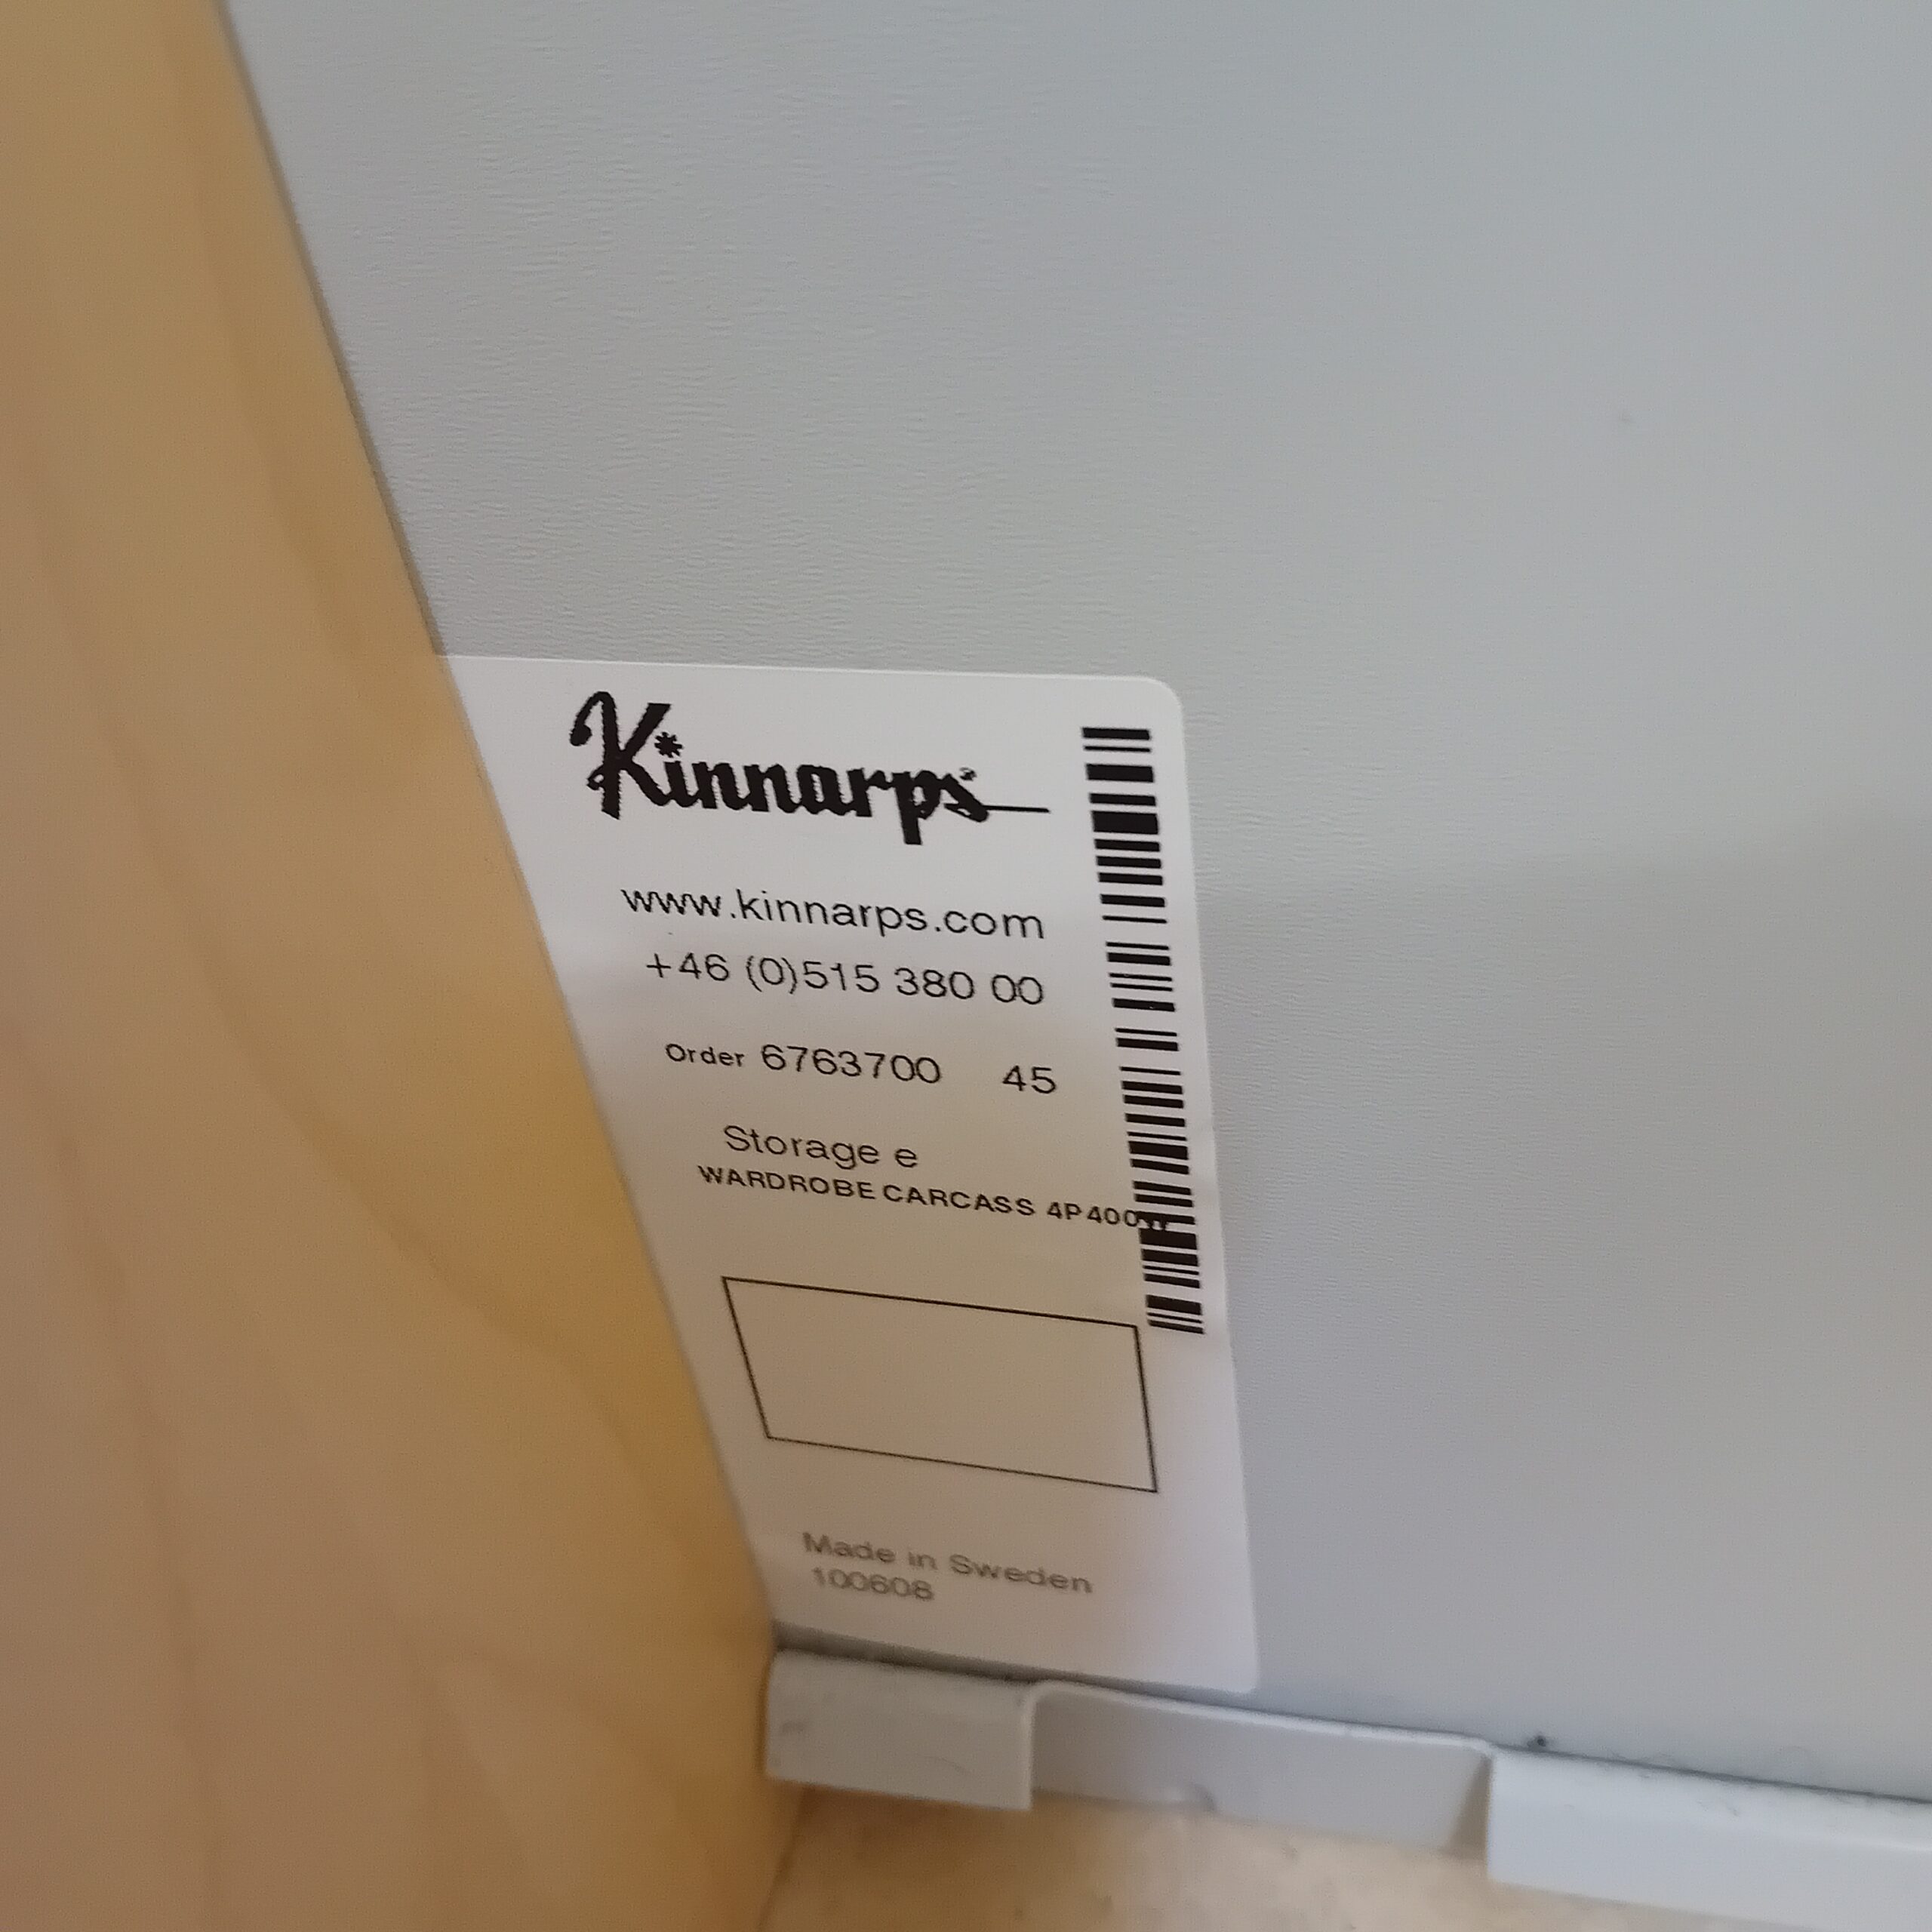 Kinnarps
www.kinnarps.com
+46 (0)515 380 00
Order 6763700 45
Storage e
WARDROBE CARCASS
Made in Sweden
100608